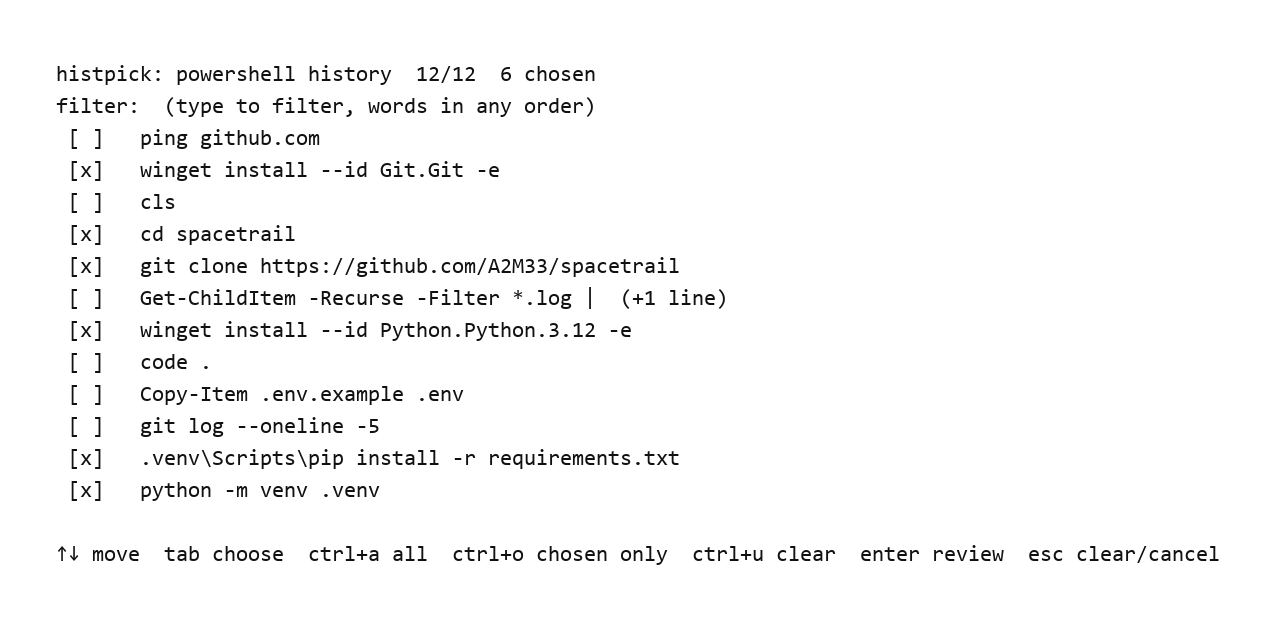 histpick: powershell history  12/12  6 chosen
filter:  (type to filter, words in any order)
[ ]   ping github.com
[x]   winget install --id Git.Git -e
[ ]   cls
[x]   cd spacetrail
[x]   git clone https://github.com/A2M33/spacetrail
[ ]   Get-ChildItem -Recurse -Filter *.log |  (+1 line)
[x]   winget install --id Python.Python.3.12 -e
[ ]   code .
[ ]   Copy-Item .env.example .env
[ ]   git log --oneline -5
[x]   .venv\Scripts\pip install -r requirements.txt
[x]   python -m venv .venv
↑↓ move  tab choose  ctrl+a all  ctrl+o chosen only  ctrl+u clear  enter review  esc clear/cancel